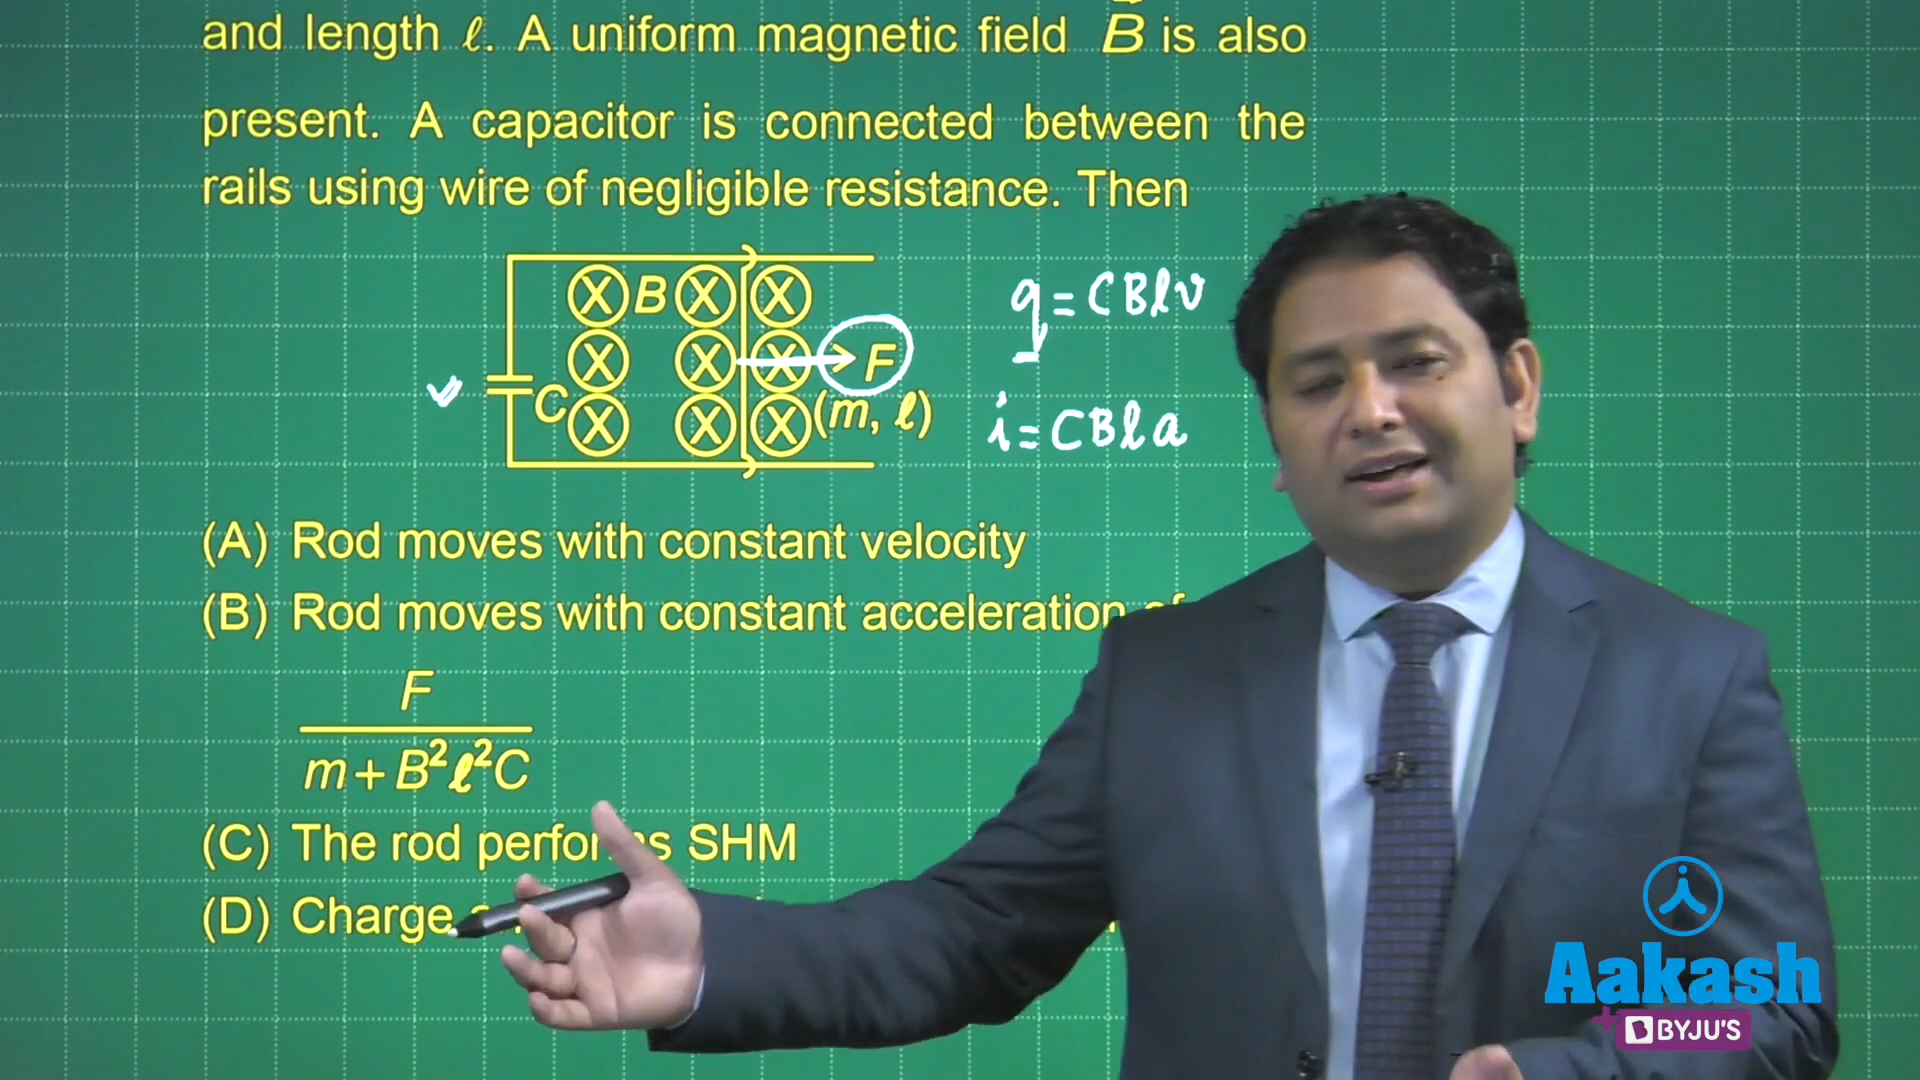 and length ℓ. A uniform magnetic field B is also
present. A capacitor is connected between the
rails using wire of negligible resistance. Then
X B X X
X X X F
C X X X (m, ℓ)
q = CBℓv
i = CBℓa
(A) Rod moves with constant velocity
(B) Rod moves with constant acceleration of
F
m + B²ℓ²C
(C) The rod performs SHM
(D) Charge
Aakash
+ B BYJU'S